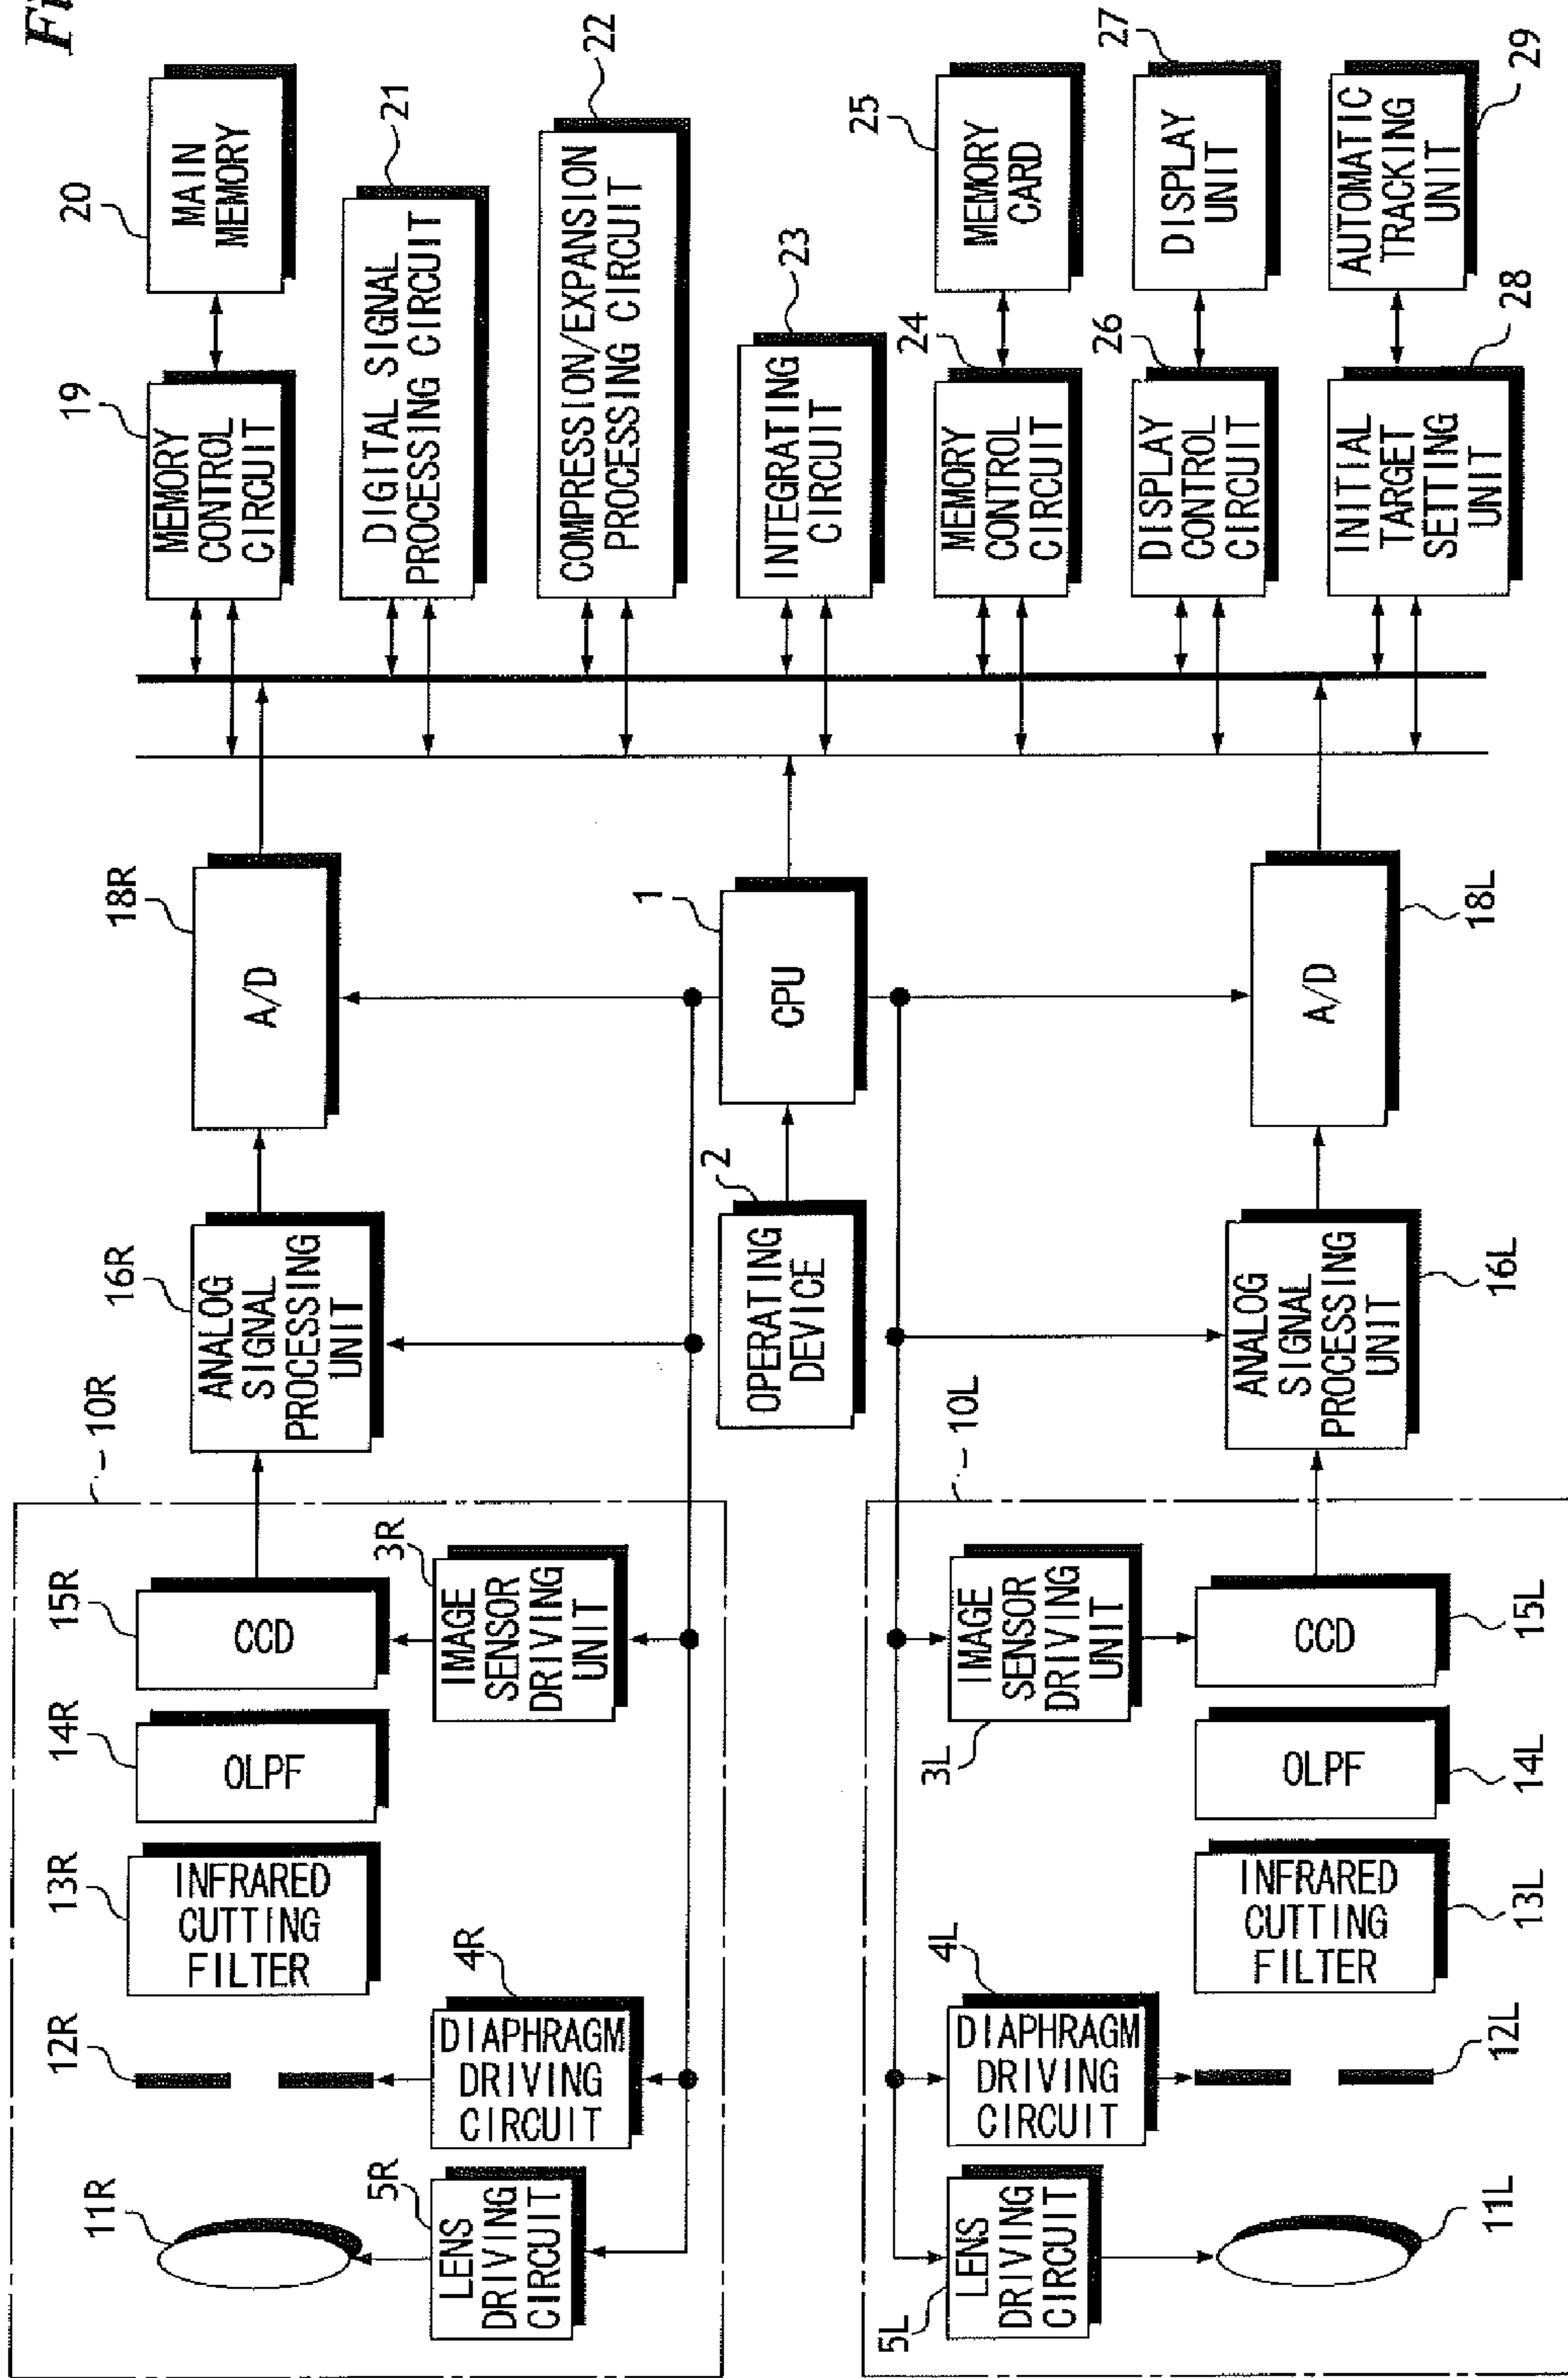 Fi
10R
11R
12R
13R
14R
15R
INFRARED
CUTTING
FILTER
OLPF
CCD
5R
LENS
DRIVING
CIRCUIT
4R
DIAPHRAGM
DRIVING
CIRCUIT
3R
IMAGE
SENSOR
DRIVING
UNIT
16R
ANALOG
SIGNAL
PROCESSING
UNIT
18R
A/D
2
OPERATING
DEVICE
1
CPU
10L
5L
LENS
DRIVING
CIRCUIT
4L
DIAPHRAGM
DRIVING
CIRCUIT
3L
IMAGE
SENSOR
DRIVING
UNIT
INFRARED
CUTTING
FILTER
OLPF
CCD
11L
12L
13L
14L
15L
ANALOG
SIGNAL
PROCESSING
UNIT
16L
A/D
18L
19
MEMORY
CONTROL
CIRCUIT
20
MAIN
MEMORY
21
DIGITAL SIGNAL
PROCESSING CIRCUIT
22
COMPRESSION/EXPANSION
PROCESSING CIRCUIT
23
INTEGRATING
CIRCUIT
24
MEMORY
CONTROL
CIRCUIT
25
MEMORY
CARD
26
DISPLAY
CONTROL
CIRCUIT
27
DISPLAY
UNIT
INITIAL
TARGET
SETTING
UNIT
28
AUTOMATIC
TRACKING
UNIT
29